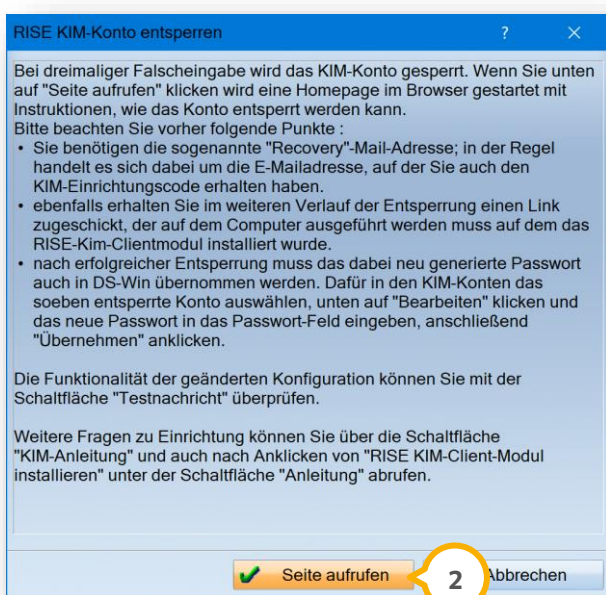 RISE KIM-Konto entsperren ? ×
Bei dreimaliger Falscheingabe wird das KIM-Konto gesperrt. Wenn Sie unten
auf "Seite aufrufen" klicken wird eine Homepage im Browser gestartet mit
Instruktionen, wie das Konto entsperrt werden kann.
Bitte beachten Sie vorher folgende Punkte :
• Sie benötigen die sogenannte "Recovery"-Mail-Adresse; in der Regel
handelt es sich dabei um die E-Mailadresse, auf der Sie auch den
KIM-Einrichtungscode erhalten haben.
• ebenfalls erhalten Sie im weiteren Verlauf der Entsperrung einen Link
zugeschickt, der auf dem Computer ausgeführt werden muss auf dem das
RISE-Kim-Clientmodul installiert wurde.
• nach erfolgreicher Entsperrung muss das dabei neu generierte Passwort
auch in DS-Win übernommen werden. Dafür in den KIM-Konten das
soeben entsperrte Konto auswählen, unten auf "Bearbeiten" klicken und
das neue Passwort in das Passwort-Feld eingeben, anschließend
"Übernehmen" anklicken.
Die Funktionalität der geänderten Konfiguration können Sie mit der
Schaltfläche "Testnachricht" überprüfen.
Weitere Fragen zu Einrichtung können Sie über die Schaltfläche
"KIM-Anleitung" und auch nach Anklicken von "RISE KIM-Client-Modul
installieren" unter der Schaltfläche "Anleitung" abrufen.
Seite aufrufen 2 Abbrechen